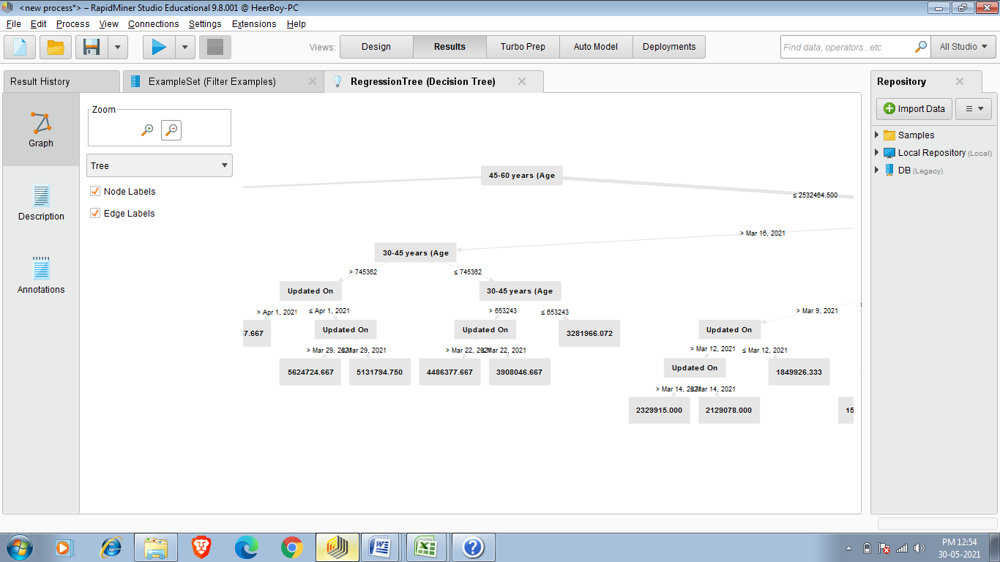 <new process*> – RapidMiner Studio Educational 9.8.001 @ HeerBoy-PC
File Edit Process View Connections Settings Extensions Help
Views: Design Results Turbo Prep Auto Model Deployments Find data, operators...etc All Studio
Result History ExampleSet (Filter Examples) RegressionTree (Decision Tree) Repository
Zoom
Tree
Node Labels
Edge Labels
Graph
Description
Annotations
45-60 years (Age
≤ 2532464.500
> Mar 16, 2021
30-45 years (Age
> 745362 ≤ 745362
Updated On 30-45 years (Age
> Apr 1, 2021 ≤ Apr 1, 2021 > 653243 ≤ 653243 > Mar 9, 2021
7.667 Updated On Updated On 3281966.072 Updated On
> Mar 29, 2021 ≤ Mar 29, 2021 > Mar 22, 2021 ≤ Mar 22, 2021 > Mar 12, 2021 ≤ Mar 12, 2021
5624724.667 5131794.750 4486377.667 3908046.667 Updated On 1849926.333
> Mar 14, 2021 ≤ Mar 14, 2021
2329915.000 2129078.000 15
Import Data
Samples
Local Repository (Local)
DB (Legacy)
PM 12:54
30-05-2021